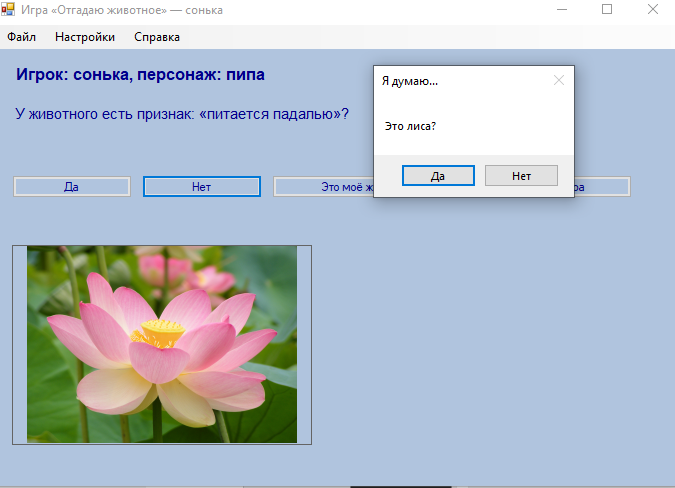 Игра «Отгадаю животное» — сонька
Файл Настройки Справка
Игрок: сонька, персонаж: пипа
У животного есть признак: «питается падалью»?
Я думаю...
Это лиса?
Да Нет
Да Нет Это моё ж ра